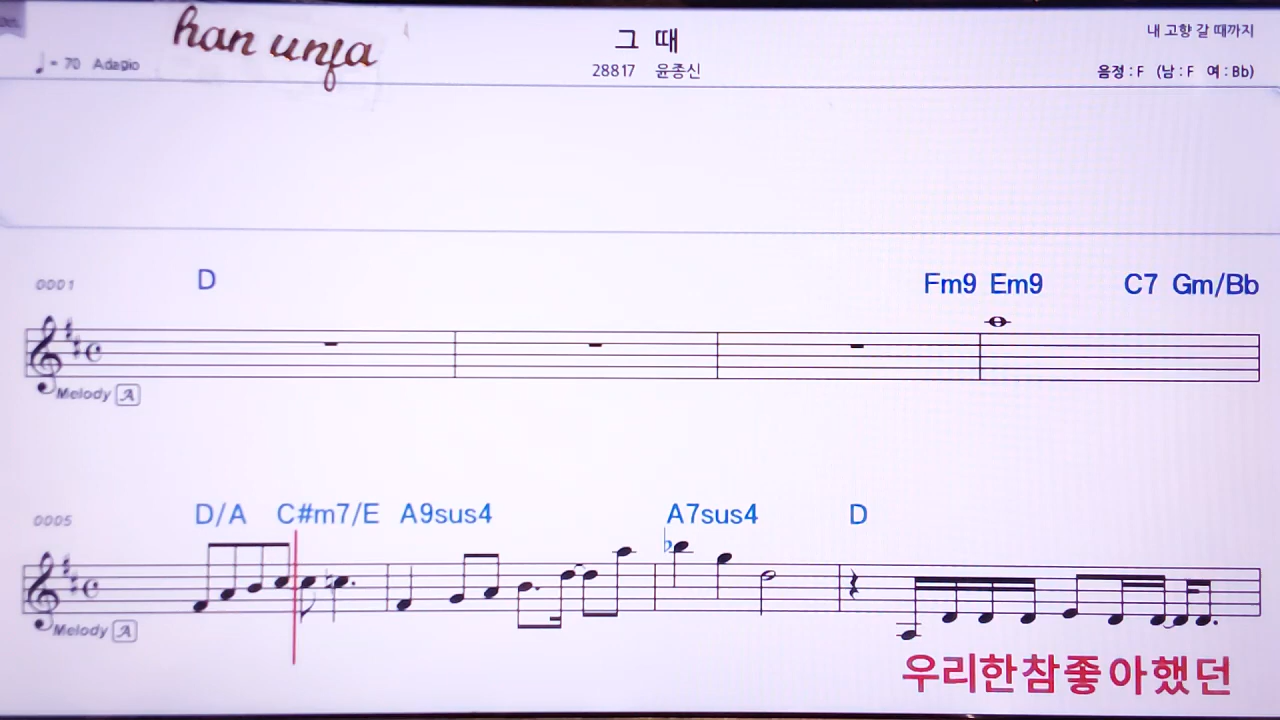 han unfa
그 때
내 고향 갈 때까지
♩= 70 Adagio
28817 윤종신
음정 : F (남 : F 여 : Bb)
0001 D Fm9 Em9 C7 Gm/Bb
Melody A
0005 D/A C#m7/E A9sus4 A7sus4 D
Melody A
우리한참좋아했던